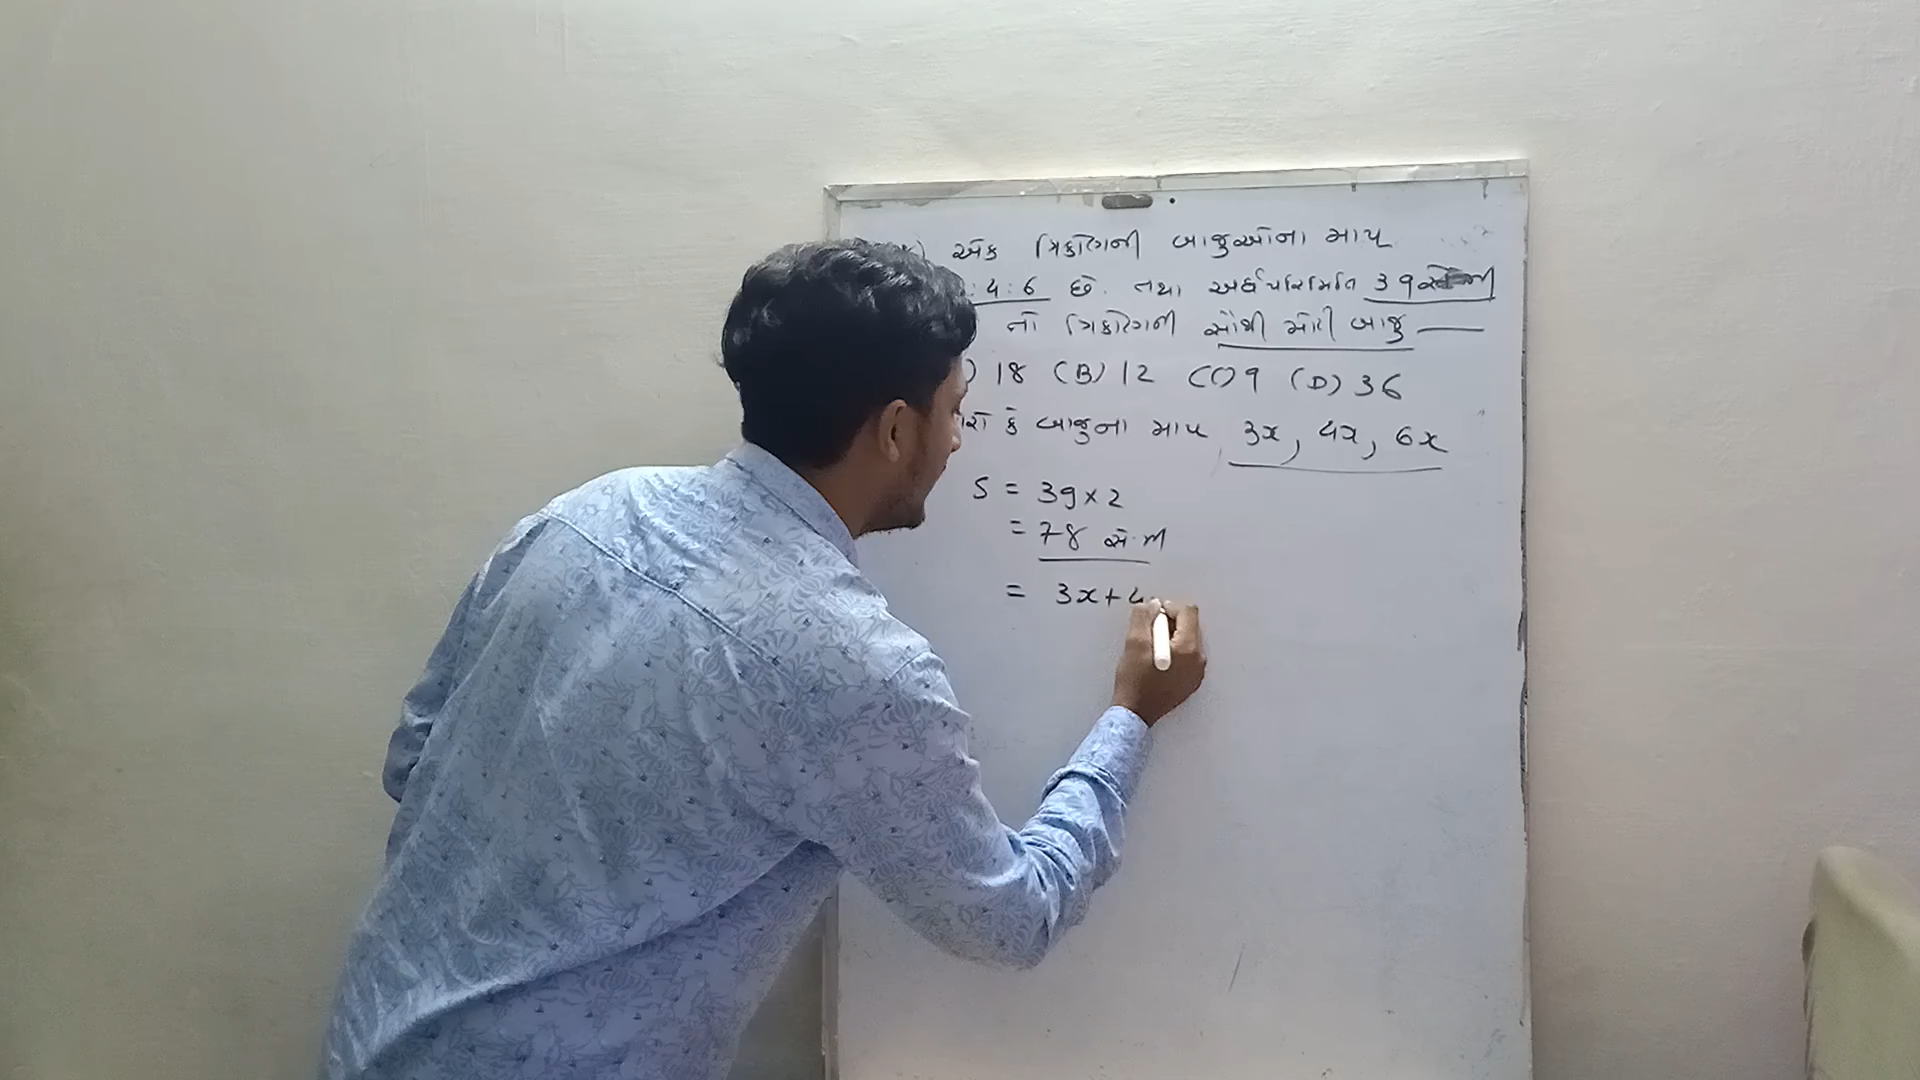 એક ત્રિકોણની બાજુઓના માપ
:4:6 છે. તથા અર્ધપરિમિતિ 39
તો ત્રિકોણની સૌથી મોટી બાજુ ——
) 18 (B) 12 (C) 9 (D) 36
કે બાજુના માપ 3x, 4x, 6x
S = 39 × 2
= 78 સે.મી
= 3x + 4